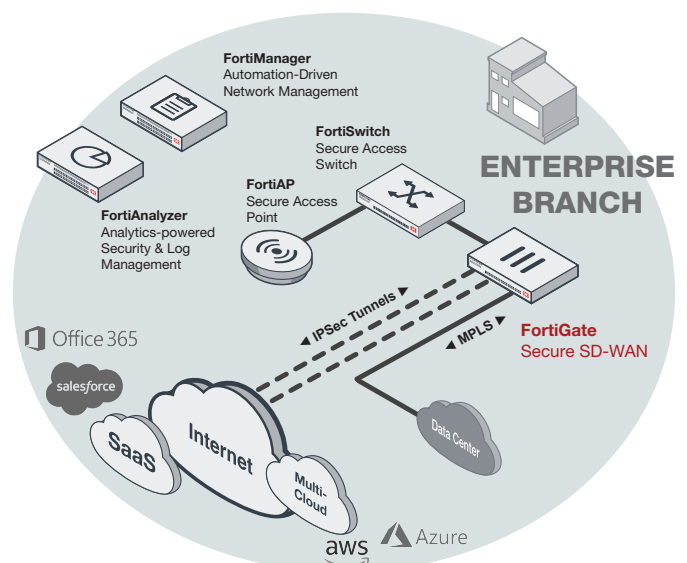 FortiManager
Automation-Driven
Network Management
FortiSwitch
Secure Access
Switch
ENTERPRISE
BRANCH
FortiAP
Secure Access
Point
FortiAnalyzer
Analytics-powered
Security & Log
Management
◄ IPSec Tunnels ►
◄ MPLS ►
FortiGate
Secure SD-WAN
Office 365
salesforce
SaaS
Internet
Multi-
Cloud
Data Center
aws
Azure